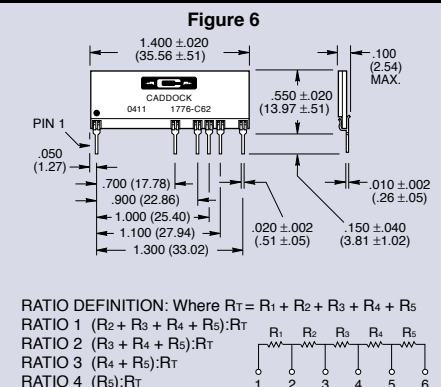 Figure 6
1.400 ±.020
(35.56 ±.51)
.100
(2.54)
MAX.
CADDOCK
0411 1776-C62
.550 ±.020
(13.97 ±.51)
PIN 1
.050
(1.27)
.700 (17.78)
.900 (22.86)
1.000 (25.40)
1.100 (27.94)
1.300 (33.02)
.020 ±.002
(.51 ±.05)
.150 ±.040
(3.81 ±1.02)
.010 ±.002
(.26 ±.05)
RATIO DEFINITION: Where RT = R1 + R2 + R3 + R4 + R5
RATIO 1 (R2 + R3 + R4 + R5):RT
RATIO 2 (R3 + R4 + R5):RT
RATIO 3 (R4 + R5):RT
RATIO 4 (R5):RT
R1 R2 R3 R4 R5
1 2 3 4 5 6